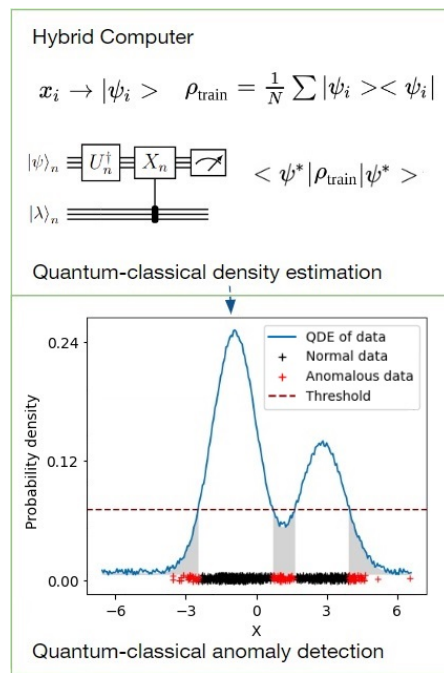 Hybrid Computer
x_i → |ψ_i > ρ_train = 1/N ∑ |ψ_i >< ψ_i|
|ψ⟩_n U_n^† X_n
< ψ*|ρ_train|ψ* >
|λ⟩_n
Quantum-classical density estimation
QDE of data
Normal data
Anomalous data
Threshold
0.24
0.12
0.00
Probability density
−6 −3 0 3 6
X
Quantum-classical anomaly detection